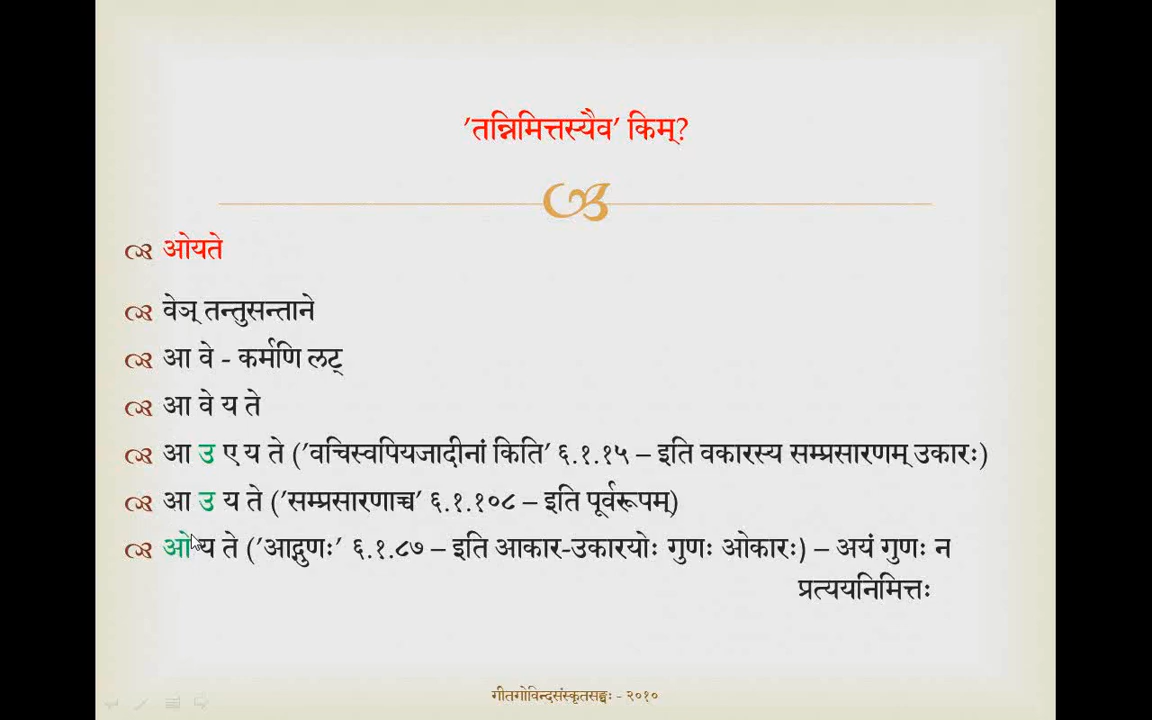 'तन्निमित्तस्यैव' किम्?
ओयते
वेञ् तन्तुसन्ताने
आ वे - कर्मणि लट्
आ वे य ते
आ उ ए य ते ('वचिस्वपियजादीनां किति' ६.१.१५ – इति वकारस्य सम्प्रसारणम् उकारः)
आ उ य ते ('सम्प्रसारणाच्च' ६.१.१०८ – इति पूर्वरूपम्)
ओ य ते ('आद्गुणः' ६.१.८७ – इति आकार-उकारयोः गुणः ओकारः) – अयं गुणः न
प्रत्ययनिमित्तः
गीतगोविन्दसंस्कृतसङ्घः - २०१०